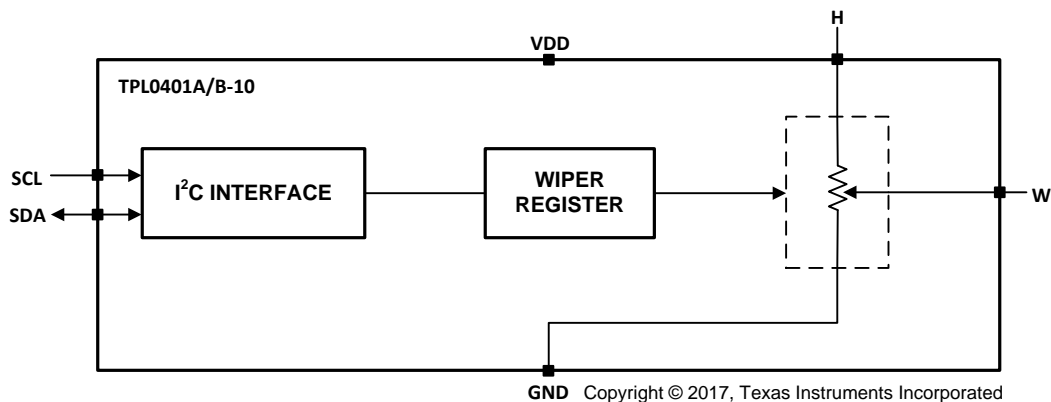 H
VDD
TPL0401A/B-10
SCL
SDA
I²C INTERFACE
WIPER
REGISTER
W
GND
Copyright © 2017, Texas Instruments Incorporated